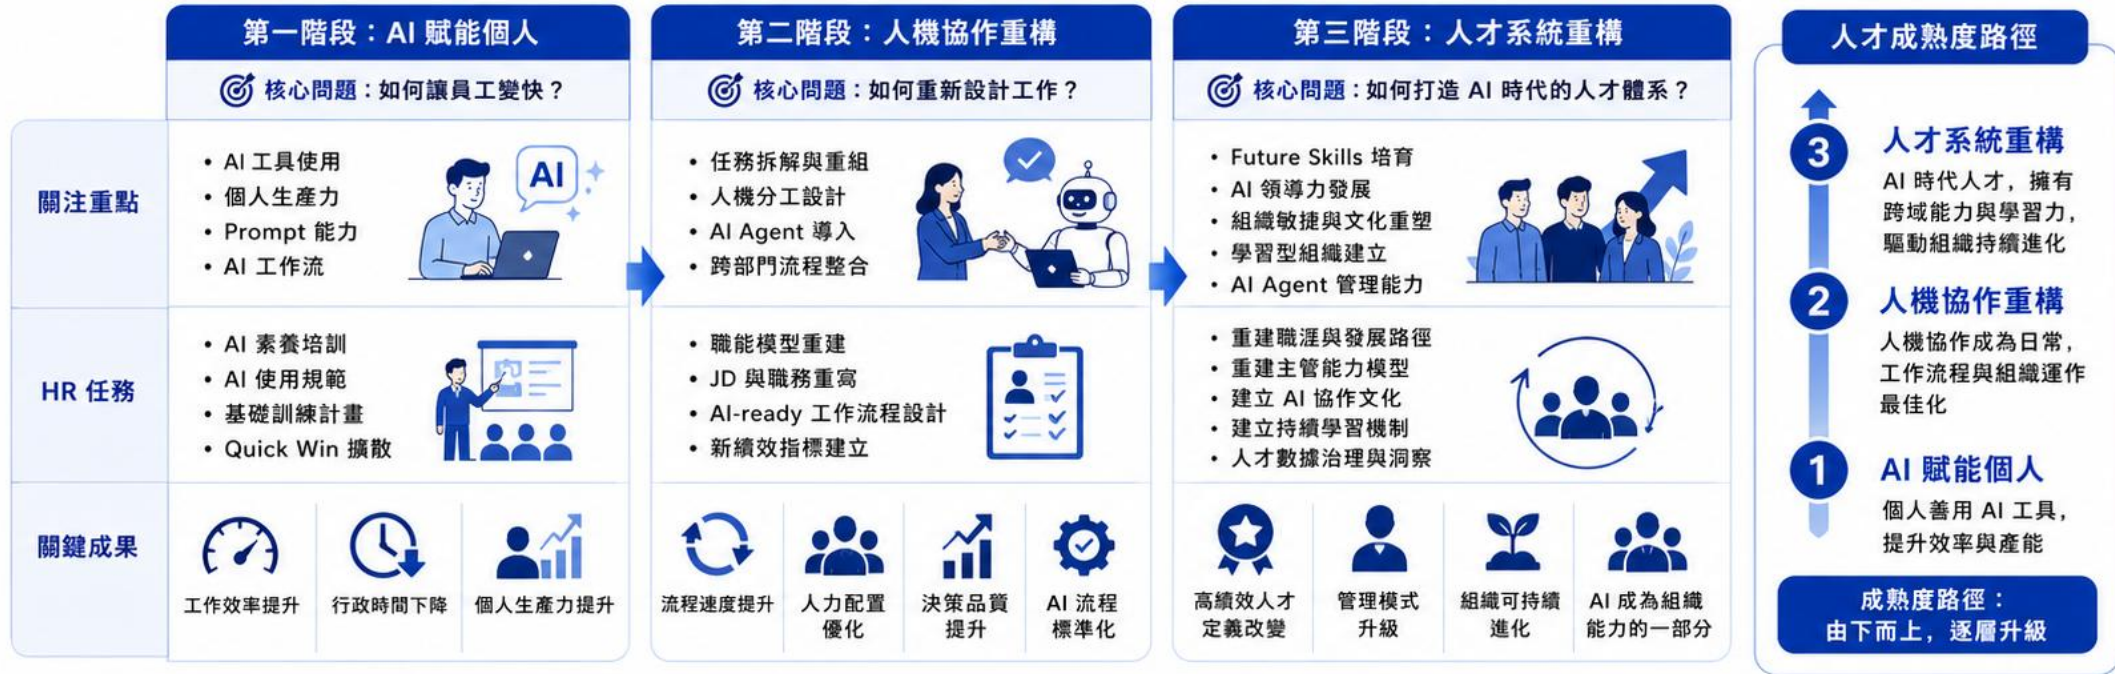 第一階段：AI 賦能個人
核心問題：如何讓員工變快？
第二階段：人機協作重構
核心問題：如何重新設計工作？
第三階段：人才系統重構
核心問題：如何打造 AI 時代的人才體系？
關注重點
• AI 工具使用
• 個人生產力
• Prompt 能力
• AI 工作流
AI
• 任務拆解與重組
• 人機分工設計
• AI Agent 導入
• 跨部門流程整合
• Future Skills 培育
• AI 領導力發展
• 組織敏捷與文化重塑
• 學習型組織建立
• AI Agent 管理能力
HR 任務
• AI 素養培訓
• AI 使用規範
• 基礎訓練計畫
• Quick Win 擴散
• 職能模型重建
• JD 與職務重
• AI-ready 工作流程設計
• 新績效指標建立
• 重建職涯與發展路徑
• 重建主管能力模型
• 建立 AI 協作文化
• 建立持續學習機制
• 人才數據治理與洞察
關鍵成果
工作效率提升
行政時間下降
個人生產力提升
流程速度提升
人力配置
優化
決策品質
提升
AI 流程
標準化
高績效人才
定義改變
管理模式
升級
組織可持續
進化
AI 成為組織
能力的一部分
人才成熟度路徑
3
人才系統重構
AI 時代人才，擁有
跨域能力與學習力，
驅動組織持續進化
2
人機協作重構
人機協作成為日常，
工作流程與組織運作
最佳化
1
AI 賦能個人
個人善用 AI 工具，
提升效率與產能
成熟度路徑：
由下而上，逐層升級